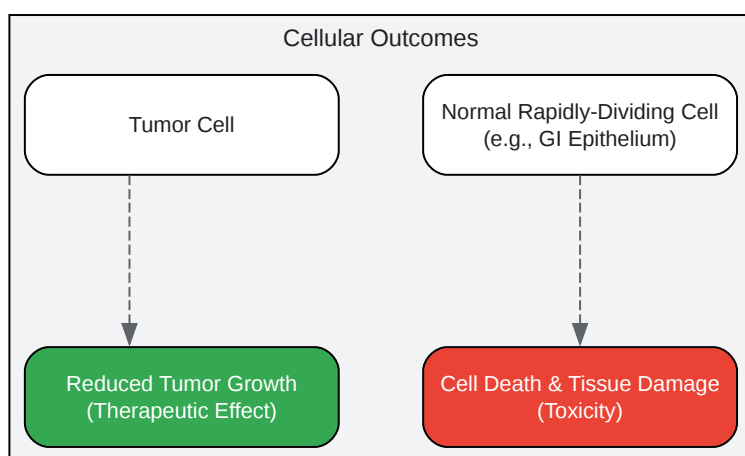 Cellular Outcomes
Tumor Cell
Normal Rapidly-Dividing Cell
(e.g., GI Epithelium)
Reduced Tumor Growth
(Therapeutic Effect)
Cell Death & Tissue Damage
(Toxicity)